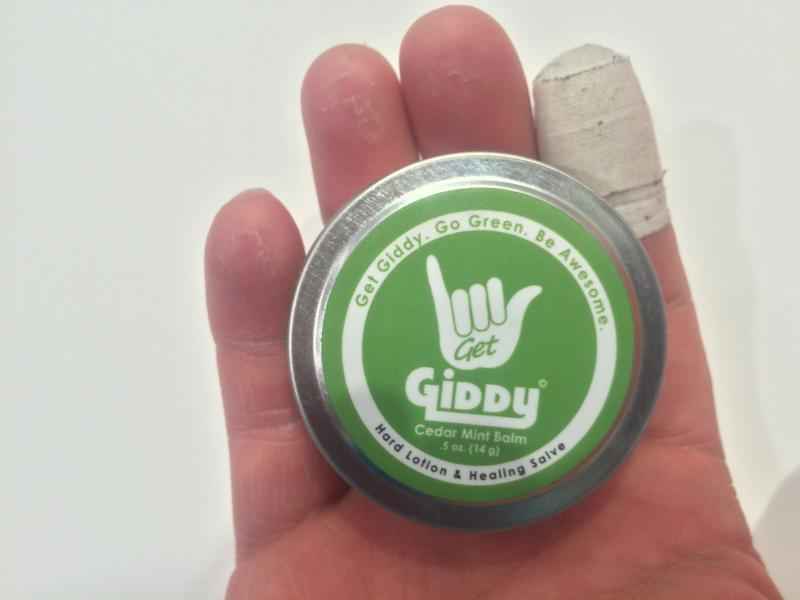 Get Giddy. Go Green. Be Awesome.
Get
GiDDY©
Cedar Mint Balm
.5 oz. (14 g)
Hard Lotion & Healing Salve